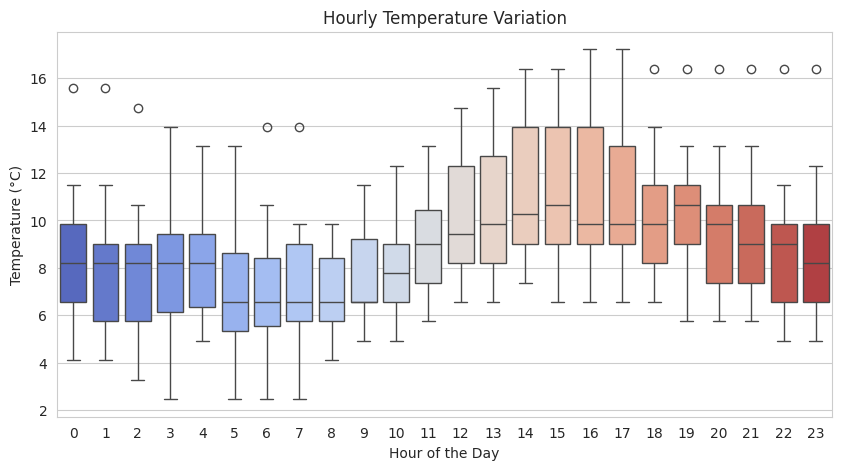 Hourly Temperature Variation
Temperature (°C)
16
14
12
10
8
6
4
2
0 1 2 3 4 5 6 7 8 9 10 11 12 13 14 15 16 17 18 19 20 21 22 23
Hour of the Day